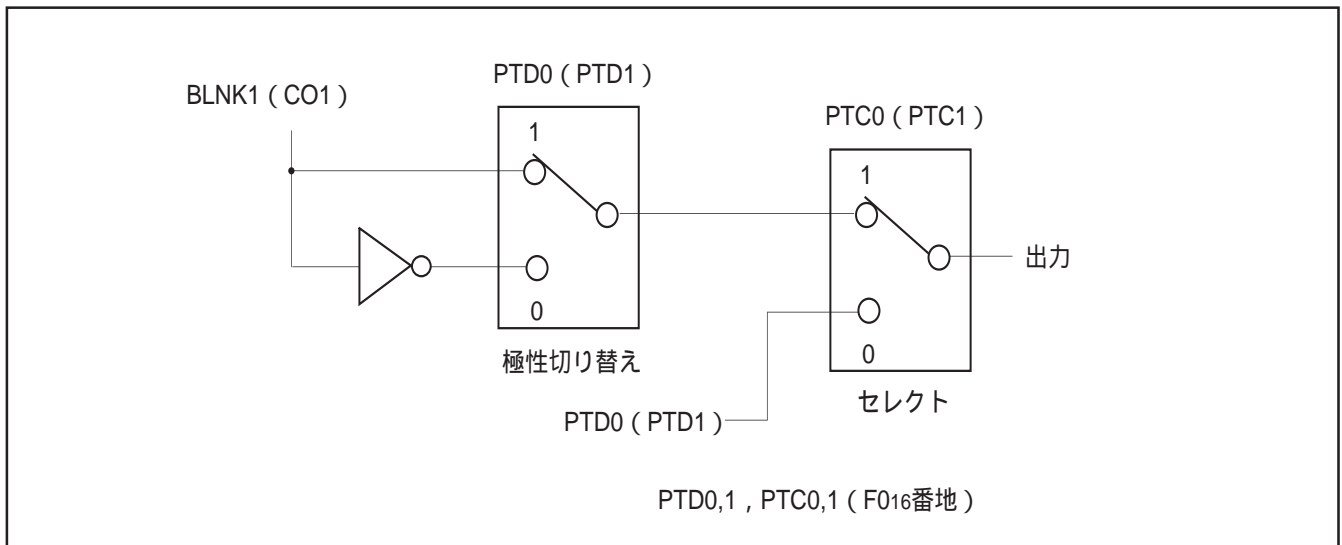 PTD0（PTD1）
BLNK1（CO1）
PTC0（PTC1）
1
1
出力
0
0
極性切り替え
セレクト
PTD0（PTD1）
PTD0,1 , PTC0,1（F016番地）